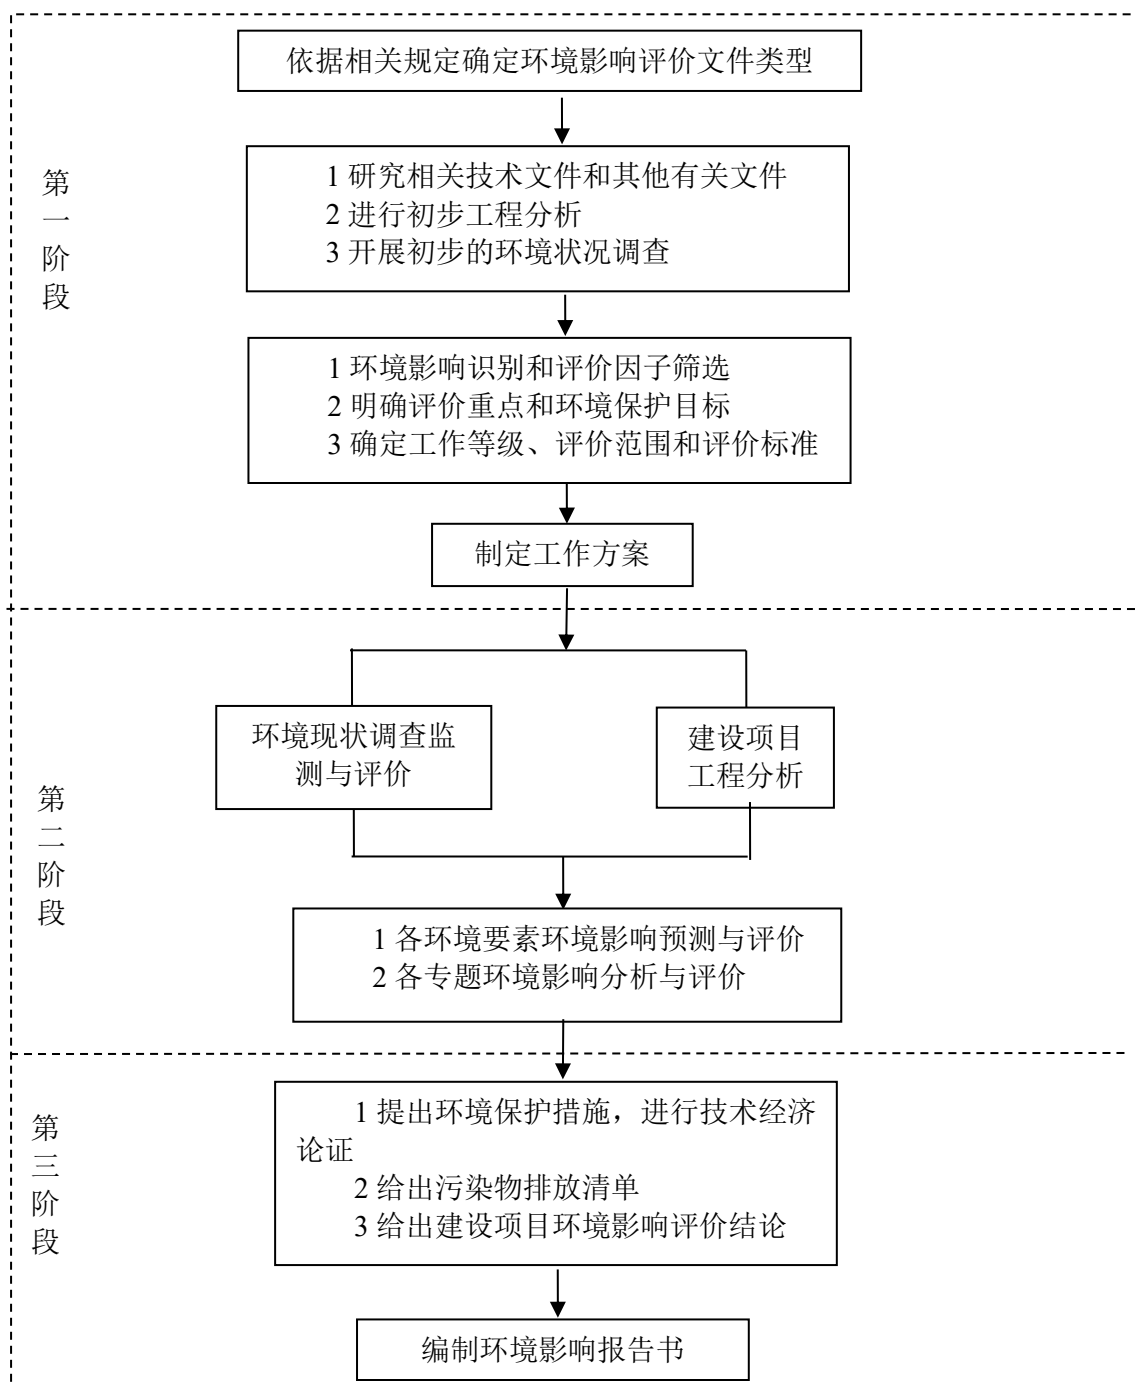 依据相关规定确定环境影响评价文件类型
第一阶段
1 研究相关技术文件和其他有关文件
2 进行初步工程分析
3 开展初步的环境状况调查
1 环境影响识别和评价因子筛选
2 明确评价重点和环境保护目标
3 确定工作等级、评价范围和评价标准
制定工作方案
第二阶段
环境现状调查监
测与评价
建设项目
工程分析
1 各环境要素环境影响预测与评价
2 各专题环境影响分析与评价
第三阶段
1 提出环境保护措施，进行技术经济
论证
2 给出污染物排放清单
3 给出建设项目环境影响评价结论
编制环境影响报告书